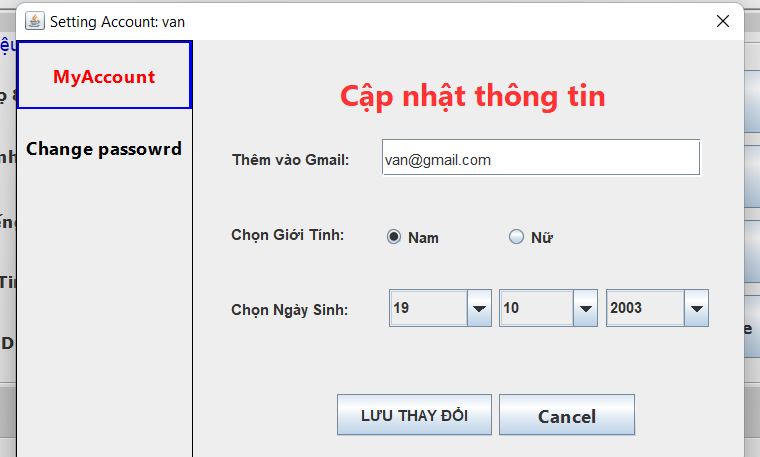 Setting Account: van
MyAccount
Change passowrd
Cập nhật thông tin
Thêm vào Gmail:
van@gmail.com
Chọn Giới Tính:
Nam
Nữ
Chọn Ngày Sinh:
19
10
2003
LƯU THAY ĐỔI
Cancel